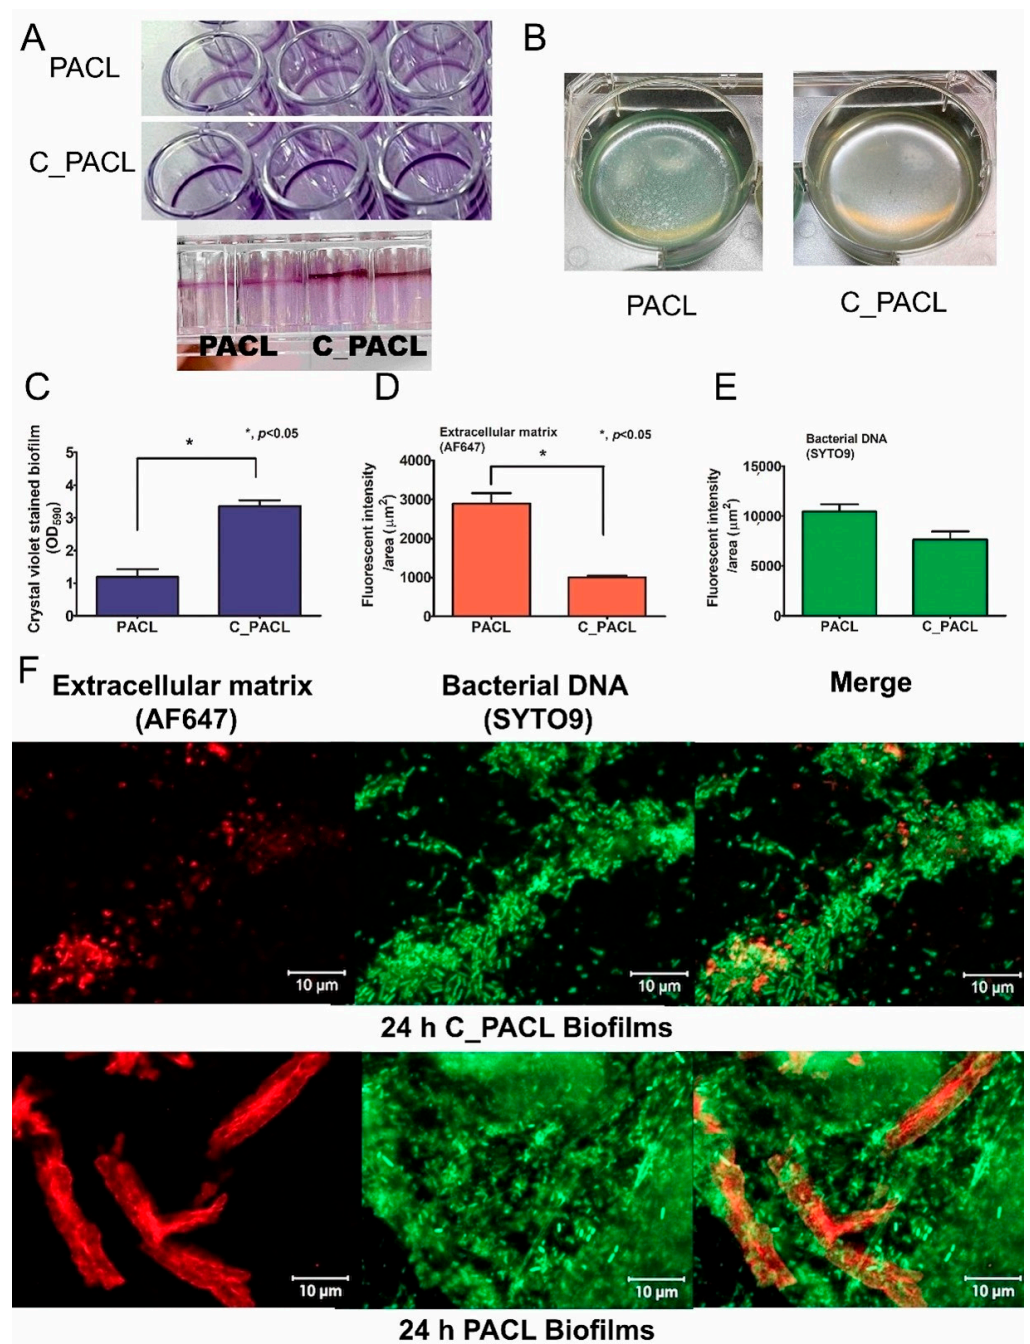 A
PACL
C_PACL
PACL C_PACL
B
PACL
C_PACL
C
*, p<0.05
*
Crystal violet stained biofilm
(OD590)
5
4
3
2
1
0
PACL
C_PACL
D
Extracellular matrix
(AF647)
*, p<0.05
*
Fluorescent intensity
/area (μm2)
4000
3000
2000
1000
0
PACL
C_PACL
E
Bacterial DNA
(SYTO9)
Fluorescent intensity
/area (μm2)
15000
10000
5000
0
PACL
C_PACL
F
Extracellular matrix
(AF647)
Bacterial DNA
(SYTO9)
Merge
10 μm
10 μm
10 μm
24 h C_PACL Biofilms
10 μm
10 μm
10 μm
24 h PACL Biofilms